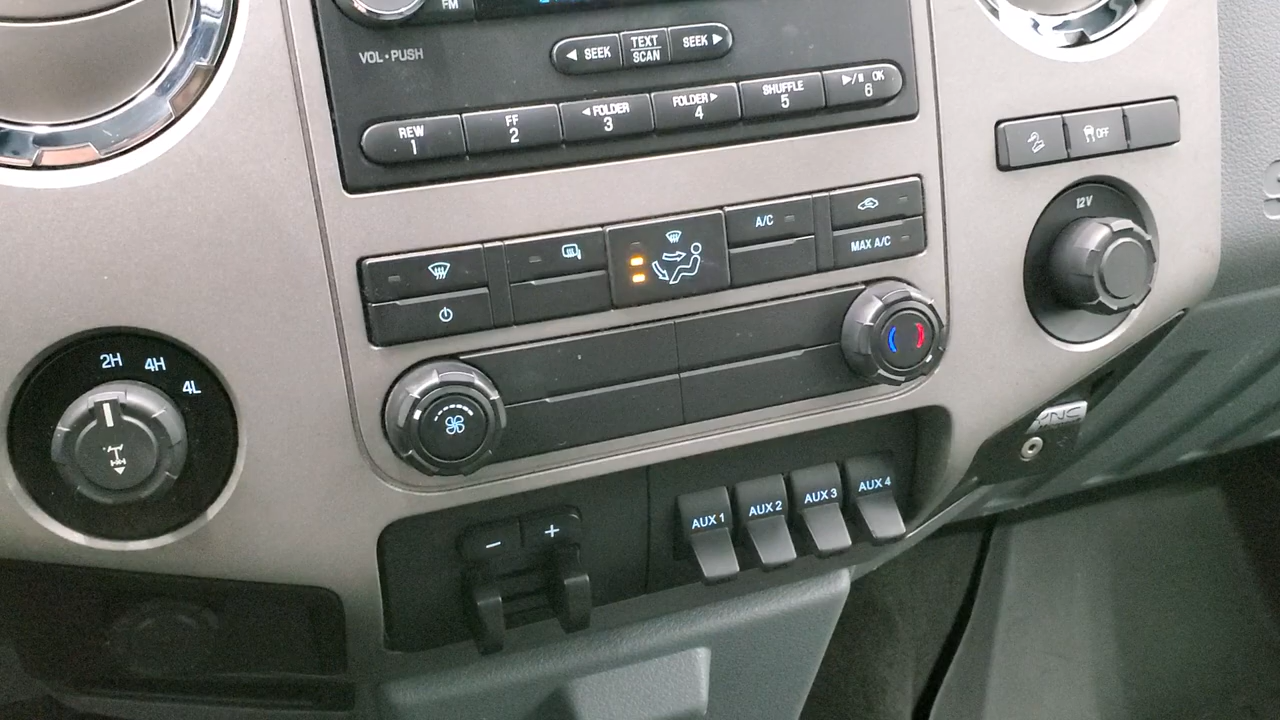 FM
VOL•PUSH
◄ SEEK
TEXT
SCAN
SEEK ►
REW
1
FF
2
◄ FOLDER
3
FOLDER ►
4
SHUFFLE
5
►/II OK
6
OFF
12V
A/C
MAX A/C
2H
4H
4L
− +
AUX 1
AUX 2
AUX 3
AUX 4